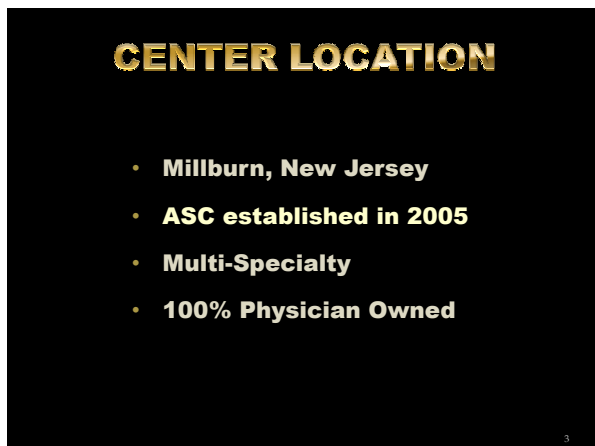 CENTER LOCATION
• Millburn, New Jersey
• ASC established in 2005
• Multi-Specialty
• 100% Physician Owned
3